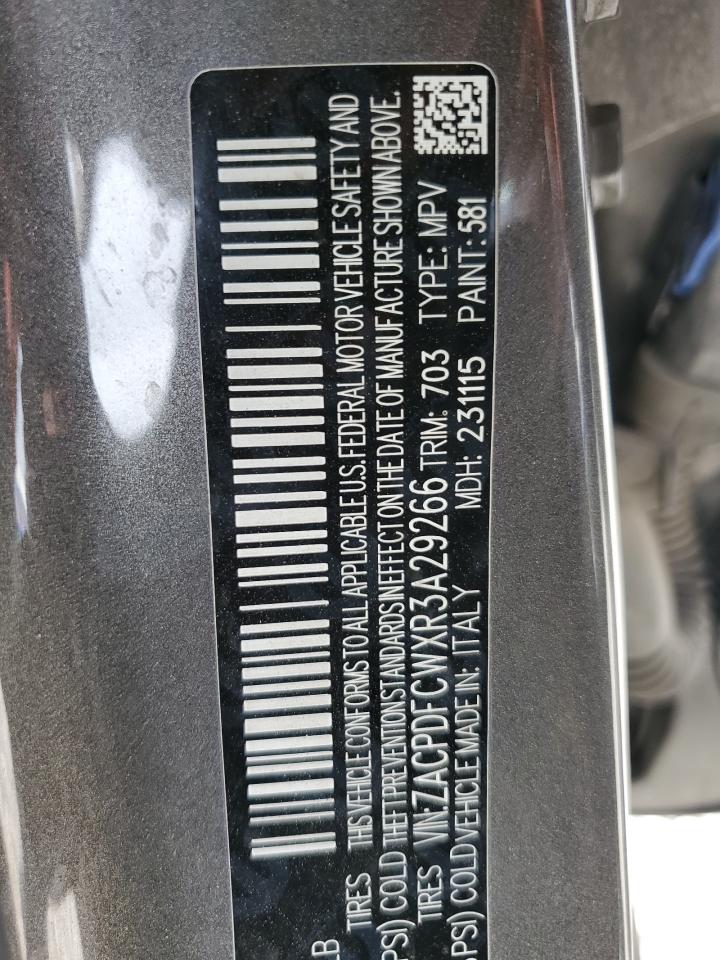 LB
TIRES THIS VEHICLE CONFORMS TO ALL APPLICABLE U.S. FEDERAL MOTOR VEHICLE SAFETY AND
PSI) COLD THEFT PREVENTION STANDARDS IN EFFECT ON THE DATE OF MANUFACTURE SHOWN ABOVE.
TIRES VIN: ZACPDFCWXR3A29266 TRIM: 703 TYPE: MPV
PSI) COLD VEHICLE MADE IN: ITALY MDH: 231115 PAINT: 581